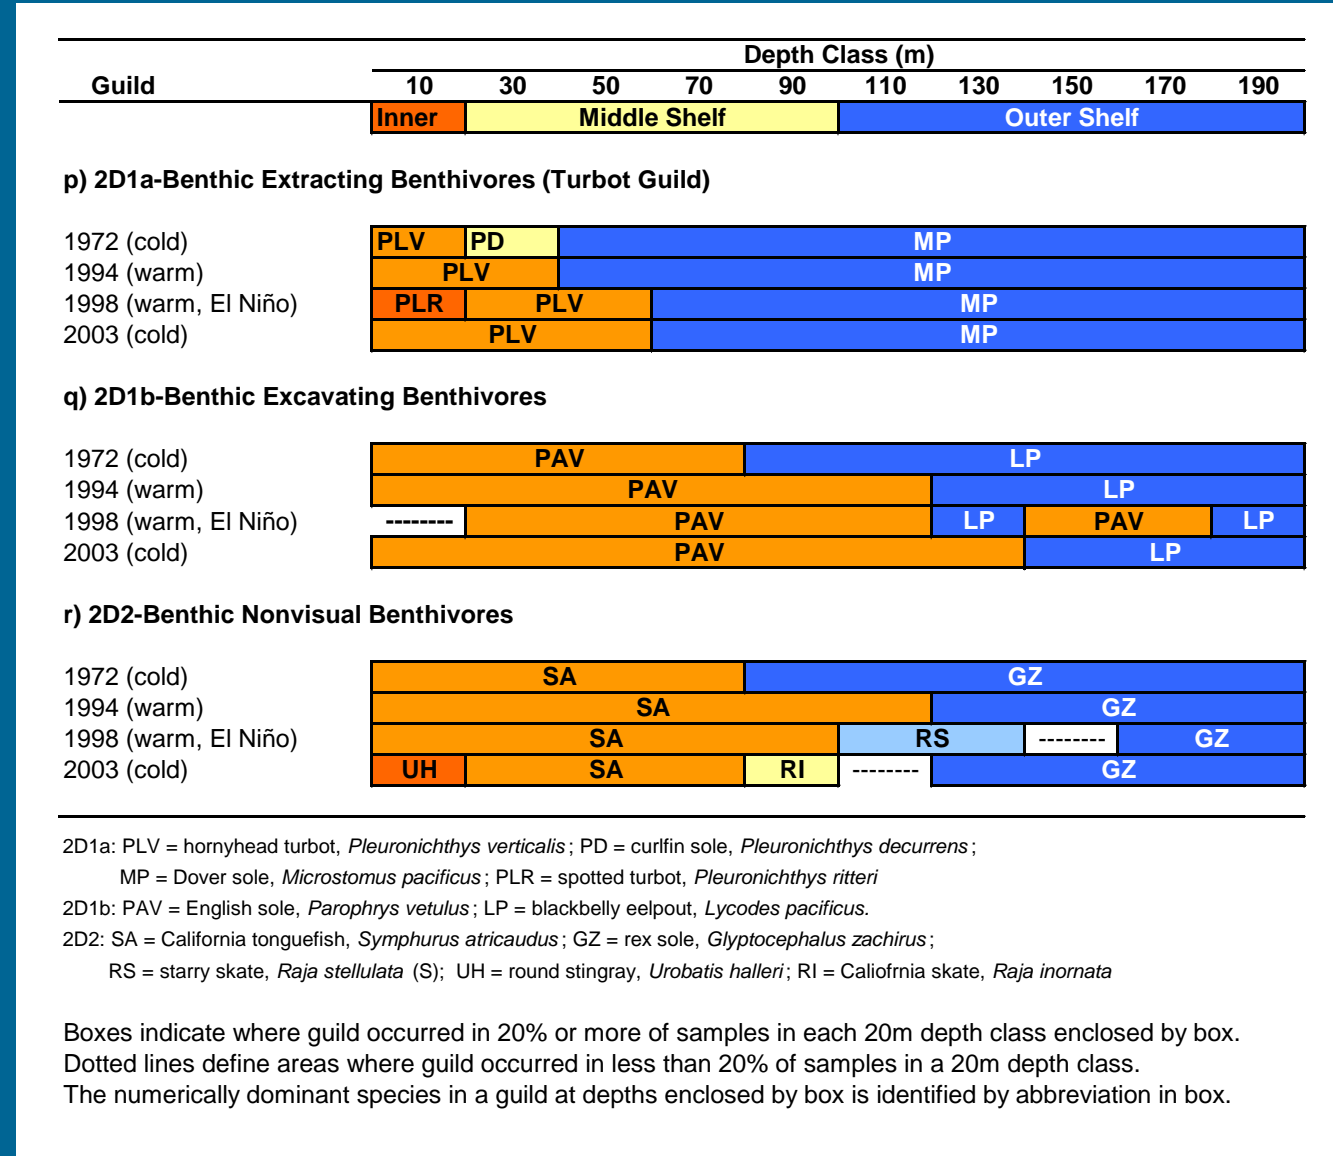 Depth Class (m)
Guild 10 30 50 70 90 110 130 150 170 190
Inner Middle Shelf Outer Shelf
p) 2D1a-Benthic Extracting Benthivores (Turbot Guild)
1972 (cold) PLV PD MP
1994 (warm) PLV MP
1998 (warm, El Niño) PLR PLV MP
2003 (cold) PLV MP
q) 2D1b-Benthic Excavating Benthivores
1972 (cold) PAV LP
1994 (warm) PAV LP
1998 (warm, El Niño) -------- PAV LP PAV LP
2003 (cold) PAV LP
r) 2D2-Benthic Nonvisual Benthivores
1972 (cold) SA GZ
1994 (warm) SA GZ
1998 (warm, El Niño) SA RS -------- GZ
2003 (cold) UH SA RI -------- GZ
2D1a: PLV = hornyhead turbot, Pleuronichthys verticalis; PD = curlfin sole, Pleuronichthys decurrens;
MP = Dover sole, Microstomus pacificus; PLR = spotted turbot, Pleuronichthys ritteri
2D1b: PAV = English sole, Parophrys vetulus; LP = blackbelly eelpout, Lycodes pacificus.
2D2: SA = California tonguefish, Symphurus atricaudus; GZ = rex sole, Glyptocephalus zachirus;
RS = starry skate, Raja stellulata (S); UH = round stingray, Urobatis halleri; RI = Caliofrnia skate, Raja inornata
Boxes indicate where guild occurred in 20% or more of samples in each 20m depth class enclosed by box.
Dotted lines define areas where guild occurred in less than 20% of samples in a 20m depth class.
The numerically dominant species in a guild at depths enclosed by box is identified by abbreviation in box.